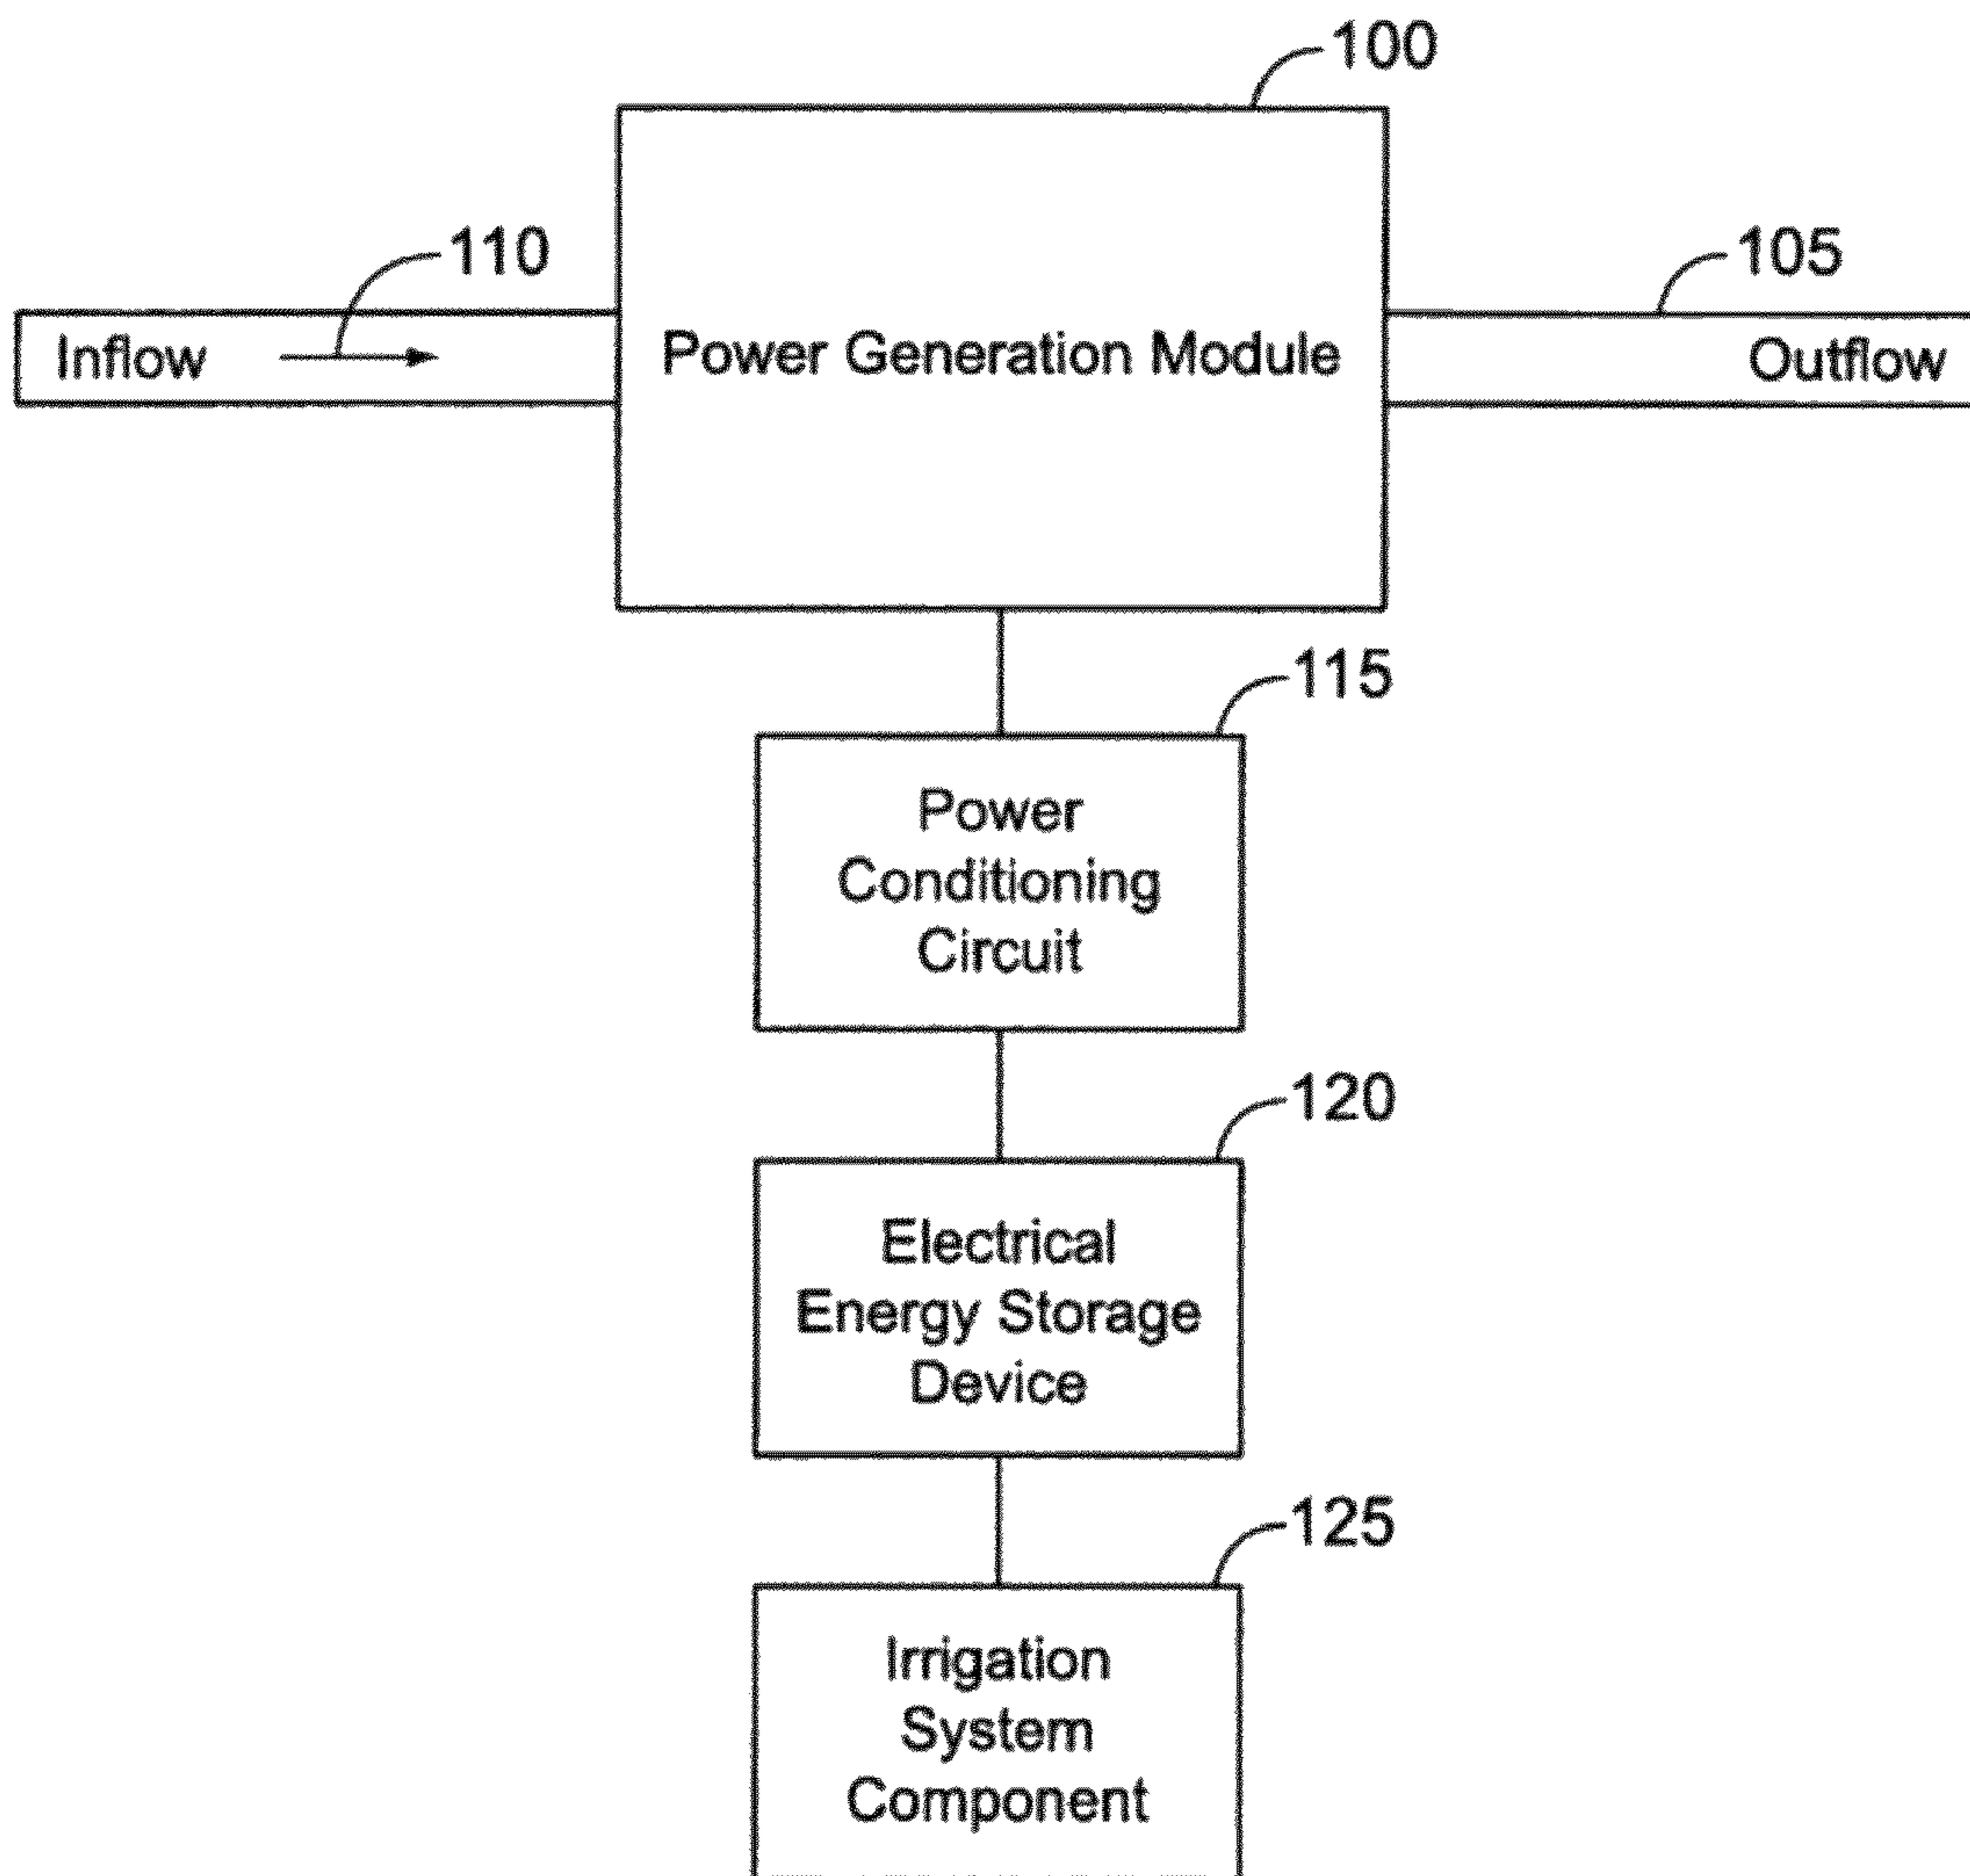 100
110
105
Inflow
Power Generation Module
Outflow
115
Power
Conditioning
Circuit
120
Electrical
Energy Storage
Device
125
Irrigation
System
Component